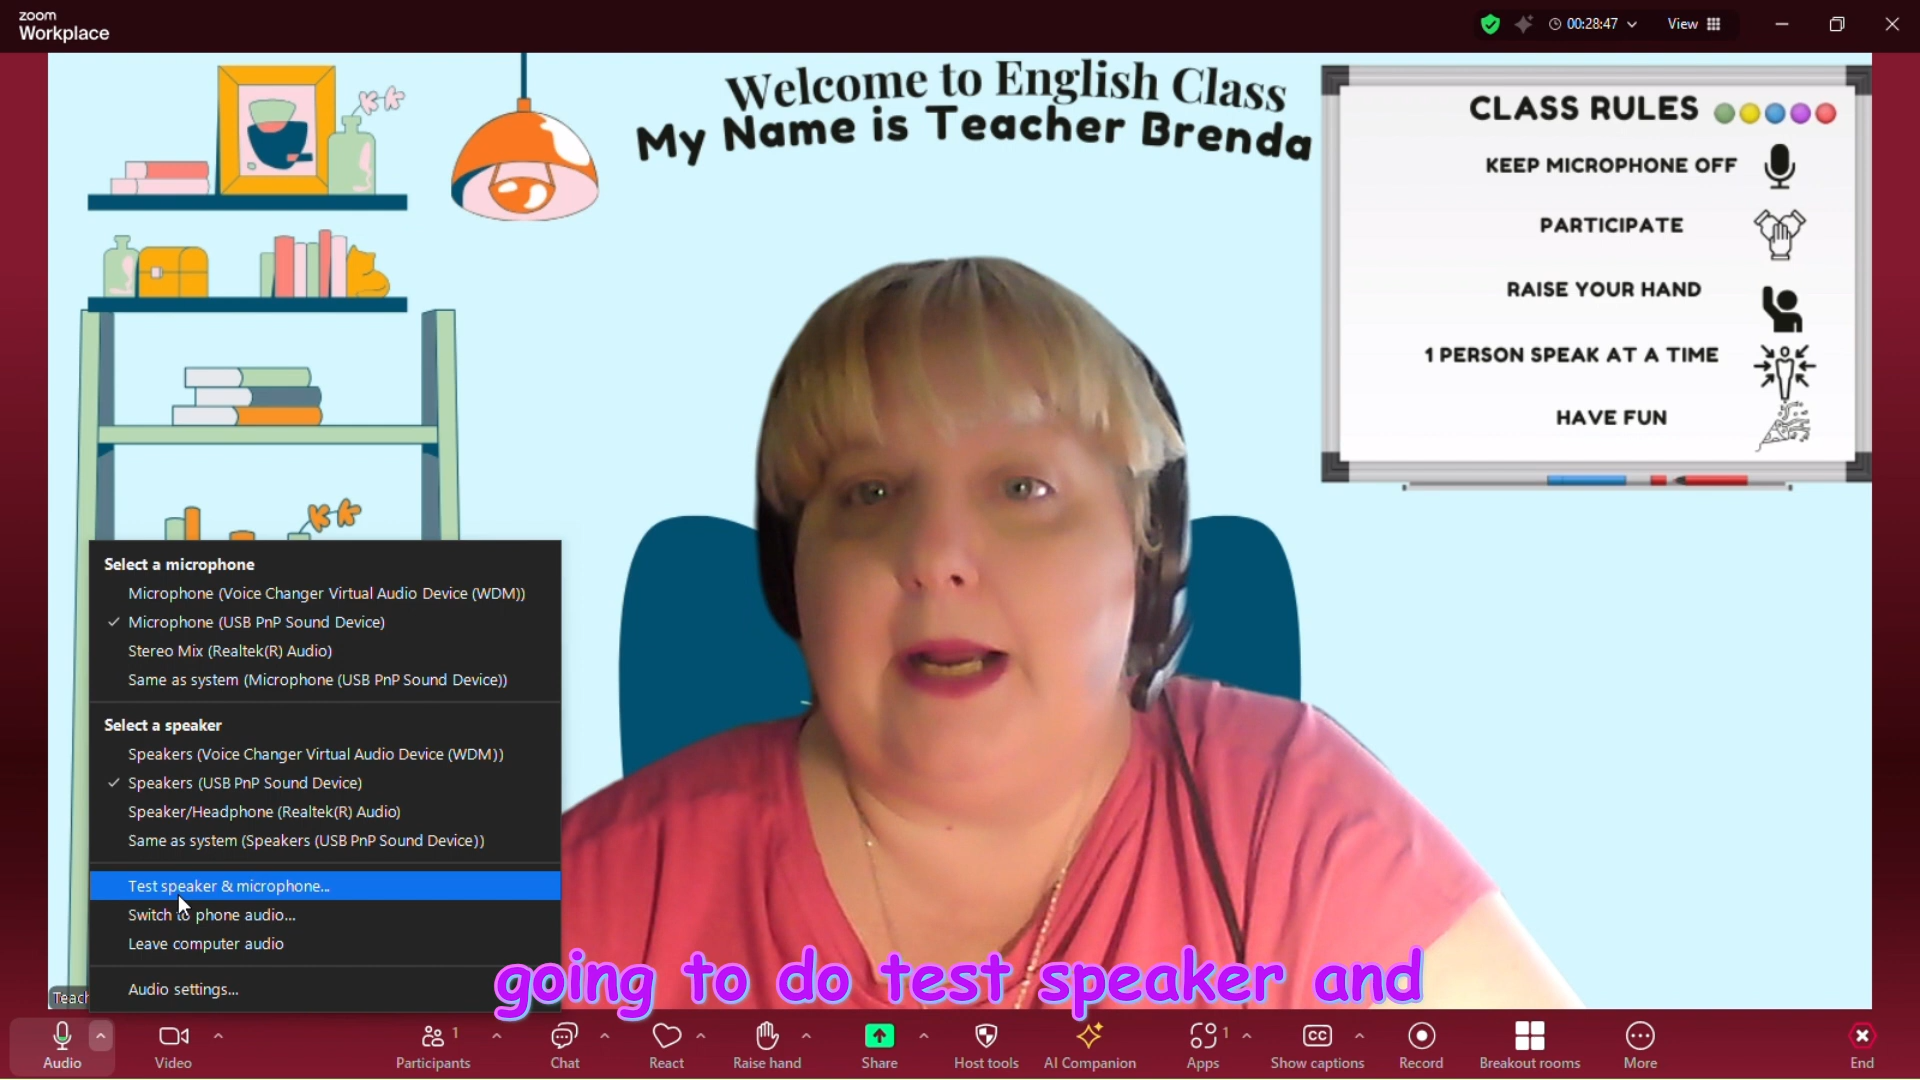 zoom
Workplace
00:28:47
View
Welcome to English Class
My Name is Teacher Brenda
CLASS RULES
KEEP MICROPHONE OFF
PARTICIPATE
RAISE YOUR HAND
1 PERSON SPEAK AT A TIME
HAVE FUN
Select a microphone
Microphone (Voice Changer Virtual Audio Device (WDM))
Microphone (USB PnP Sound Device)
Stereo Mix (Realtek(R) Audio)
Same as system (Microphone (USB PnP Sound Device))
Select a speaker
Speakers (Voice Changer Virtual Audio Device (WDM))
Speakers (USB PnP Sound Device)
Speaker/Headphone (Realtek(R) Audio)
Same as system (Speakers (USB PnP Sound Device))
Test speaker & microphone...
Switch to phone audio...
Leave computer audio
Audio settings...
Teach
going to do test speaker and
Audio
Video
Participants 1
Chat
React
Raise hand
Share
Host tools
AI Companion
Apps 1
CC
Show captions
Record
Breakout rooms
More
End